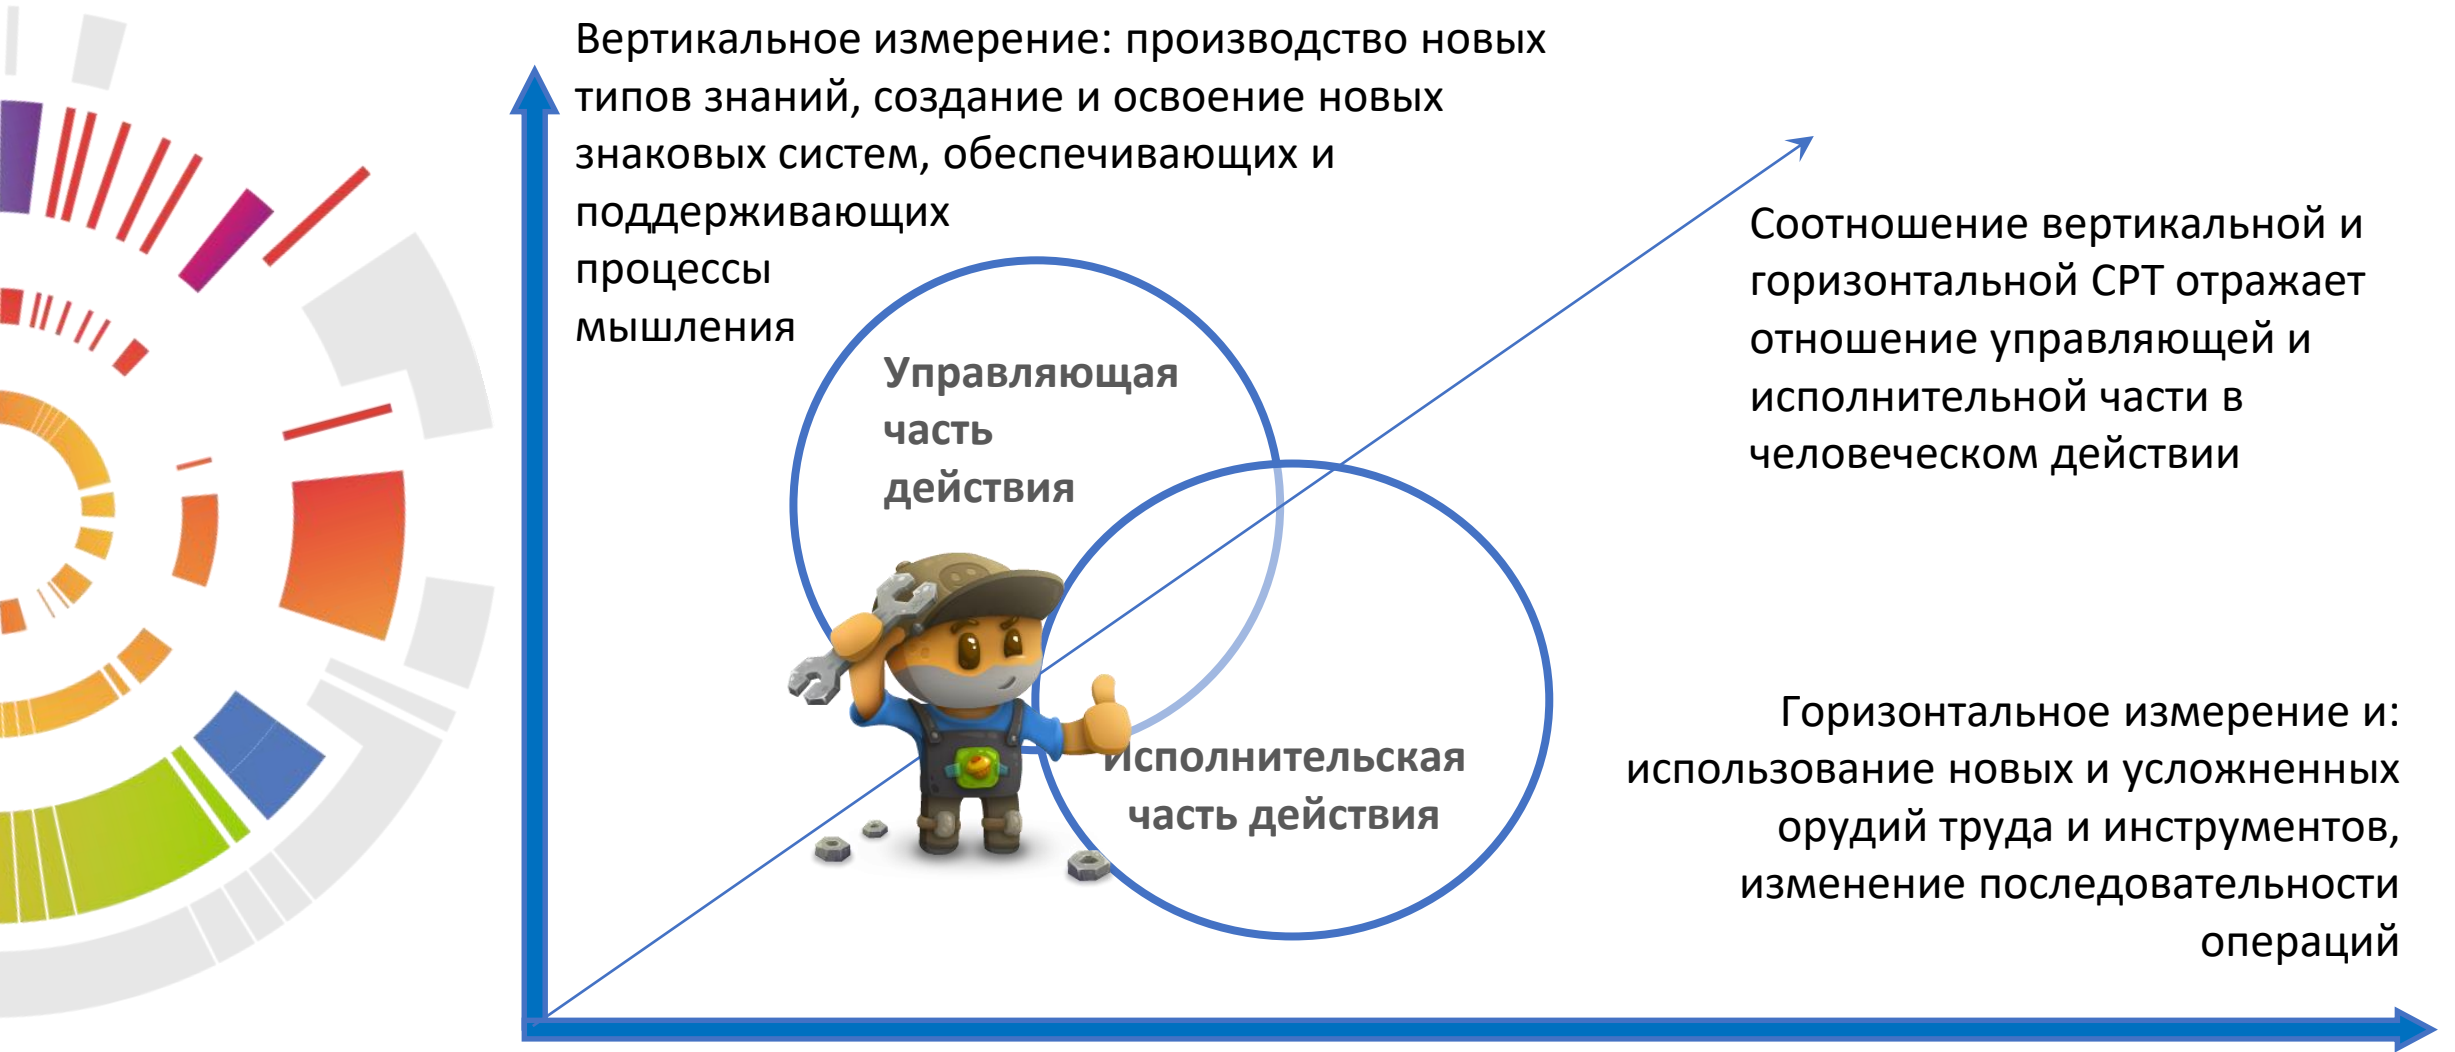 Вертикальное измерение: производство новых
типов знаний, создание и освоение новых
знаковых систем, обеспечивающих и
поддерживающих
процессы
мышления
Управляющая
часть
действия
Соотношение вертикальной и
горизонтальной СРТ отражает
отношение управляющей и
исполнительной части в
человеческом действии
Исполнительская
часть действия
Горизонтальное измерение и:
использование новых и усложненных
орудий труда и инструментов,
изменение последовательности
операций